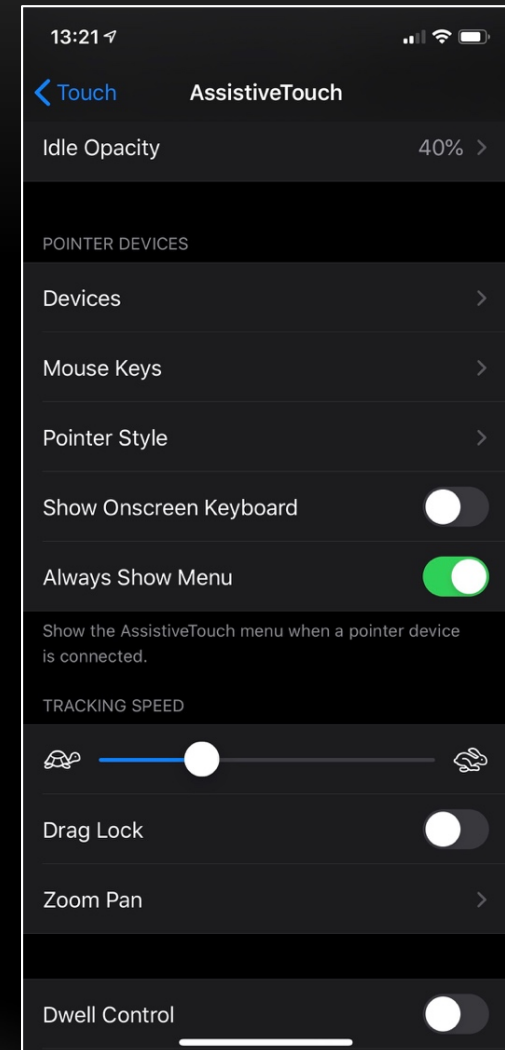 13:21
Touch
AssistiveTouch
Idle Opacity 40%
POINTER DEVICES
Devices
Mouse Keys
Pointer Style
Show Onscreen Keyboard
Always Show Menu
Show the AssistiveTouch menu when a pointer device
is connected.
TRACKING SPEED
Drag Lock
Zoom Pan
Dwell Control